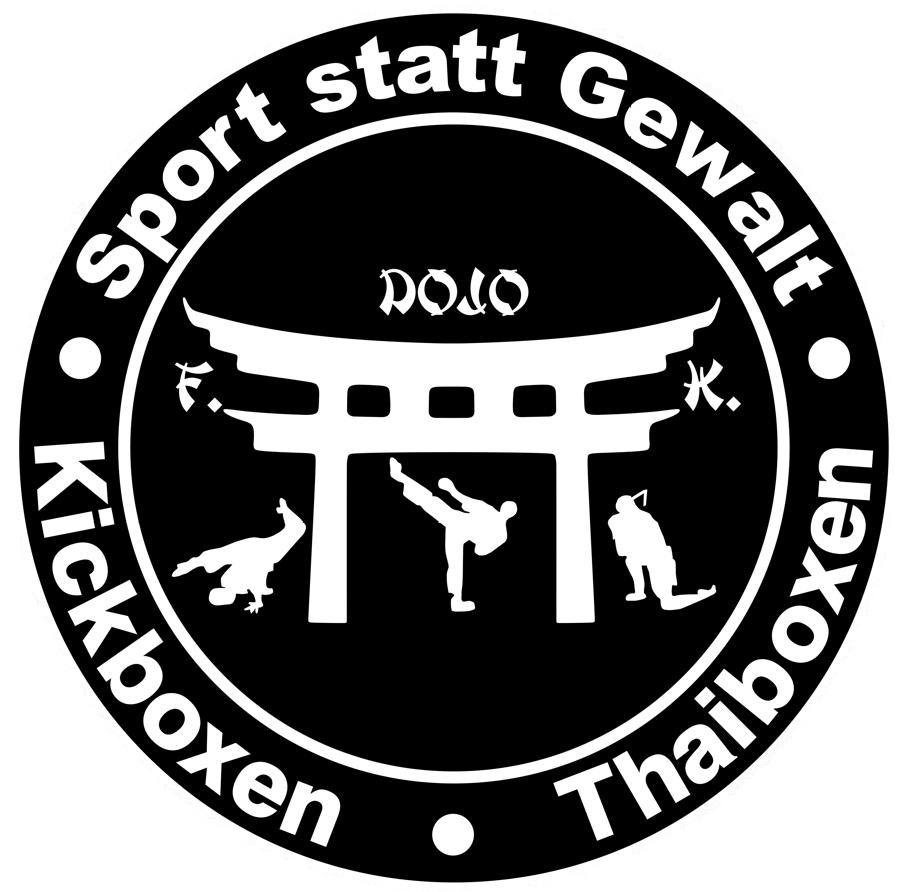 Sport statt Gewalt
DOJO
F. K.
Kickboxen
Thaiboxen